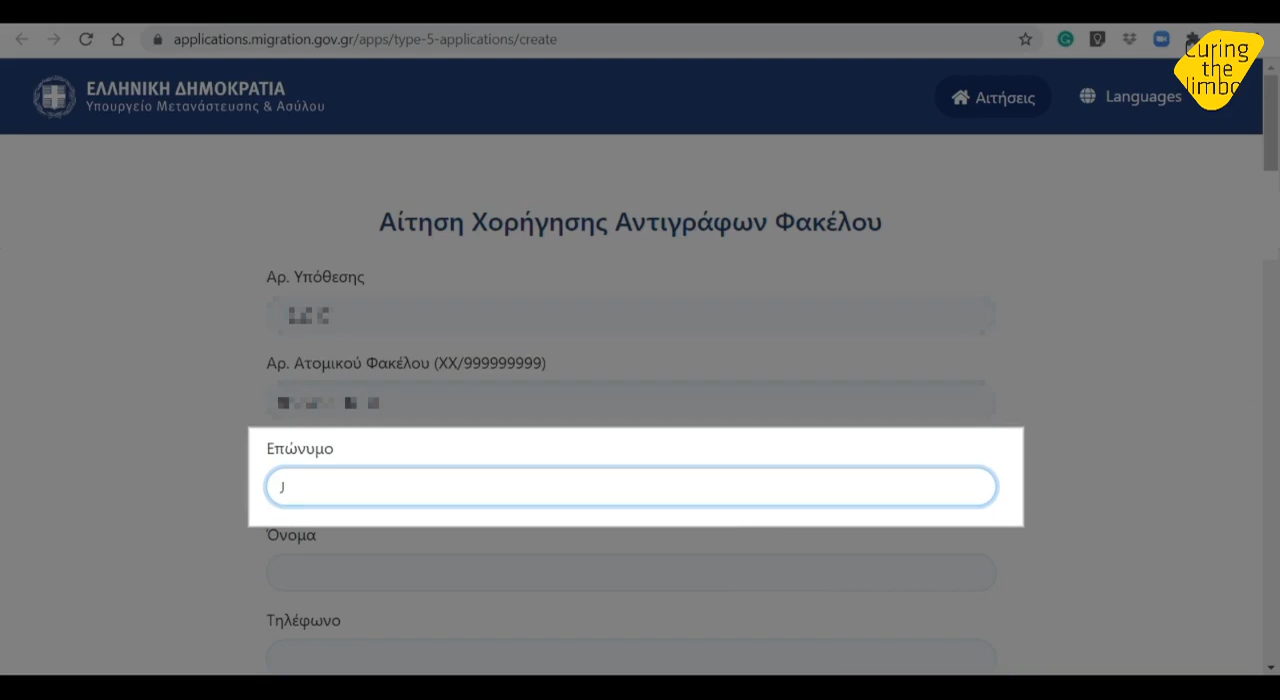 applications.migration.gov.gr/apps/type-5-applications/create
curing
the
limbo
ΕΛΛΗΝΙΚΗ ΔΗΜΟΚΡΑΤΙΑ
Υπουργείο Μετανάστευσης & Ασύλου
Αιτήσεις
Languages
Αίτηση Χορήγησης Αντιγράφων Φακέλου
Αρ. Υπόθεσης
Αρ. Ατομικού Φακέλου (ΧΧ/999999999)
Επώνυμο
J
Όνομα
Τηλέφωνο